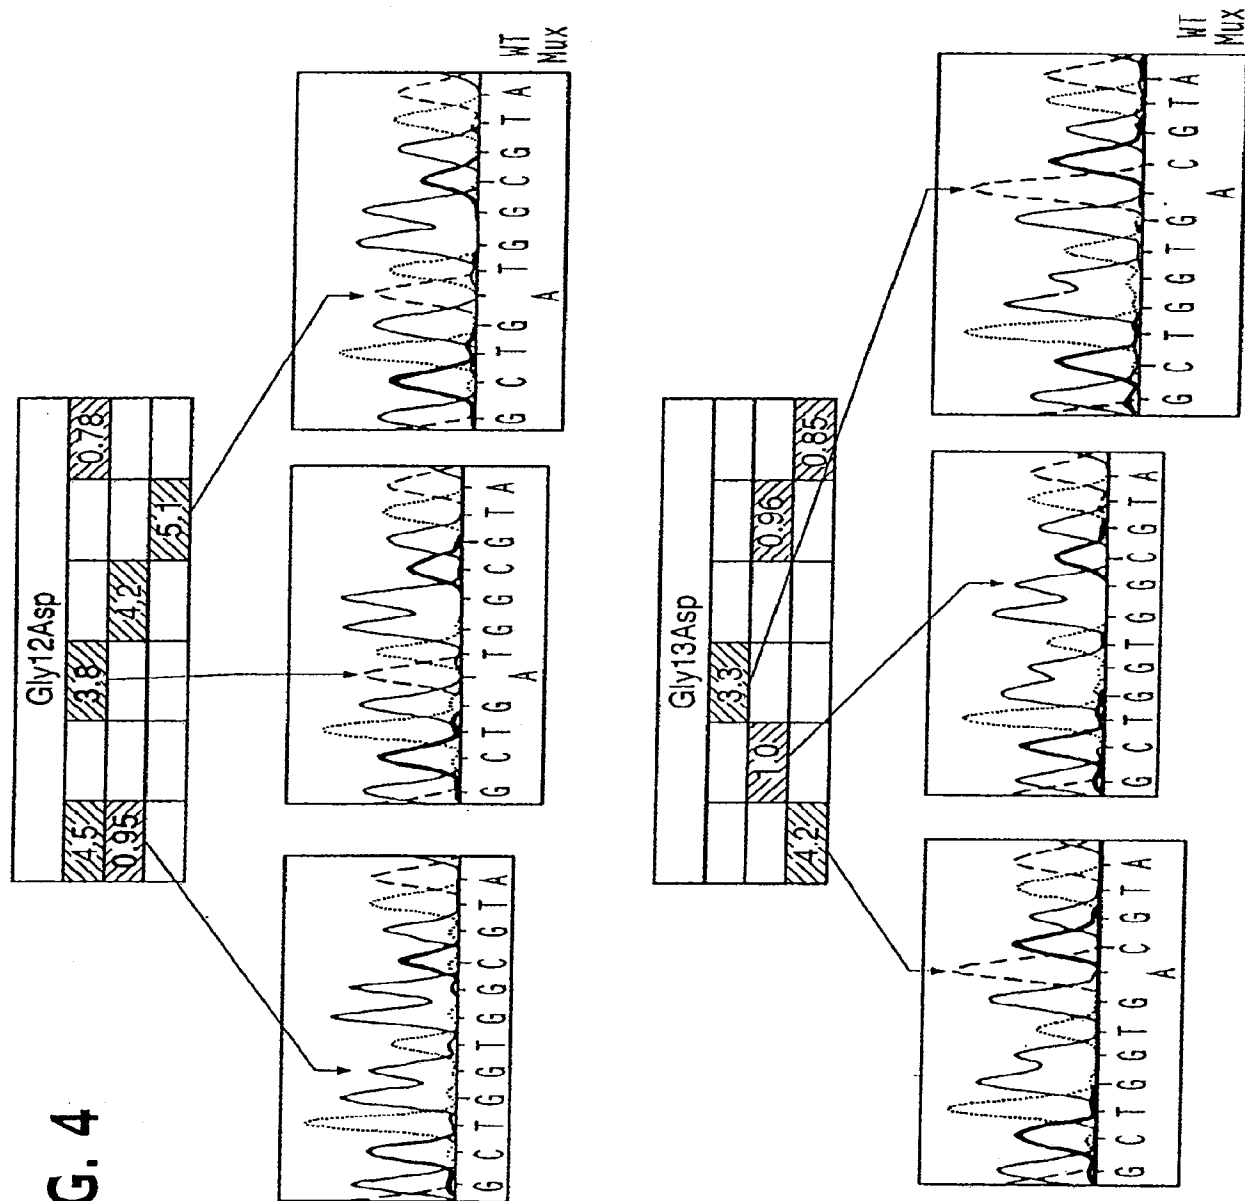 G. 4
Gly12Asp
4.5 3.8 0.78
0.95 4.2
5.1
G C T G G T G G C G T A
G C T G T G G C G T A
A
G C T G T G G C G T A WT
A Mux
Gly13Asp
3.3
1.0 0.96
4.2 0.85
G C T G G T G C G T A
A
G C T G G T G G C G T A
G C T G G T G C G T A WT
A Mux